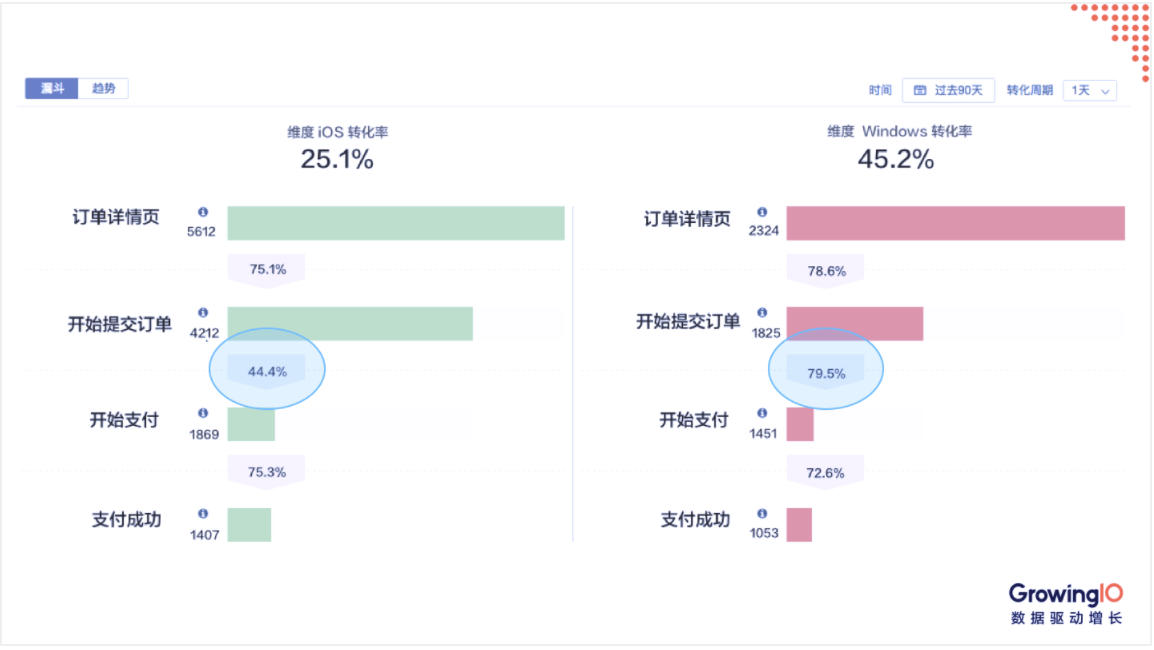 漏斗 趋势 时间 过去90天 转化周期 1天
维度 iOS 转化率
25.1%
订单详情页 5612
75.1%
开始提交订单 4212
44.4%
开始支付 1869
75.3%
支付成功 1407
维度 Windows 转化率
45.2%
订单详情页 2324
78.6%
开始提交订单 1825
79.5%
开始支付 1451
72.6%
支付成功 1053
GrowingIO
数据驱动增长